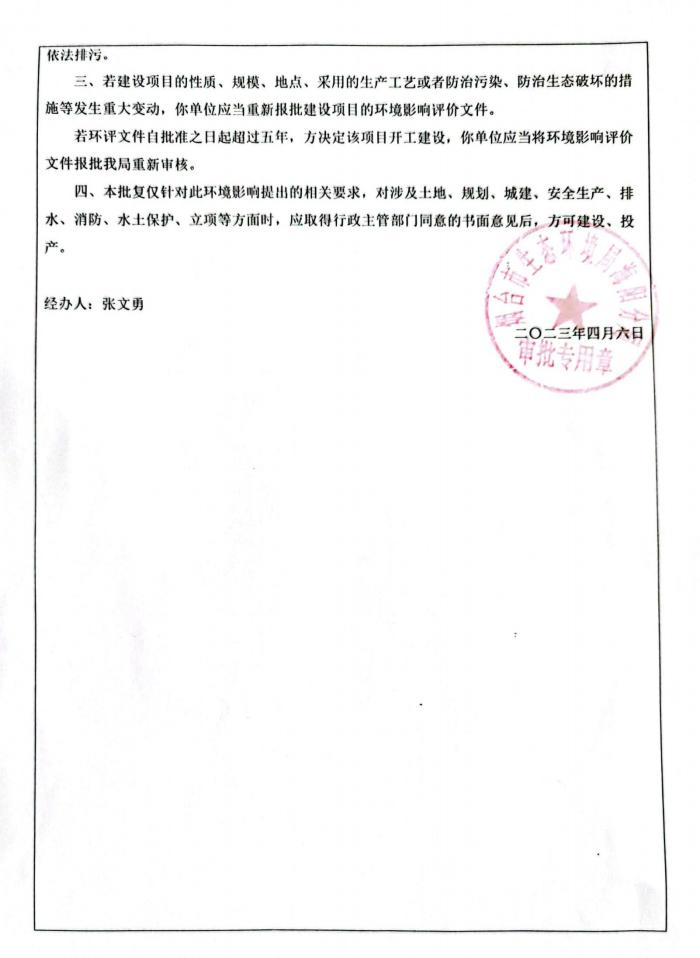 依法排污。
三、若建设项目的性质、规模、地点、采用的生产工艺或者防治污染、防治生态破坏的措
施等发生重大变动，你单位应当重新报批建设项目的环境影响评价文件。
若环评文件自批准之日起超过五年，方决定该项目开工建设，你单位应当将环境影响评价
文件报批我局重新审核。
四、本批复仅针对此环境影响提出的相关要求，对涉及土地、规划、城建、安全生产、排
水、消防、水土保护、立项等方面时，应取得行政主管部门同意的书面意见后，方可建设、投
产。
烟台市生态环境局海阳分局
经办人：张文勇
二〇二三年四月六日
审批专用章